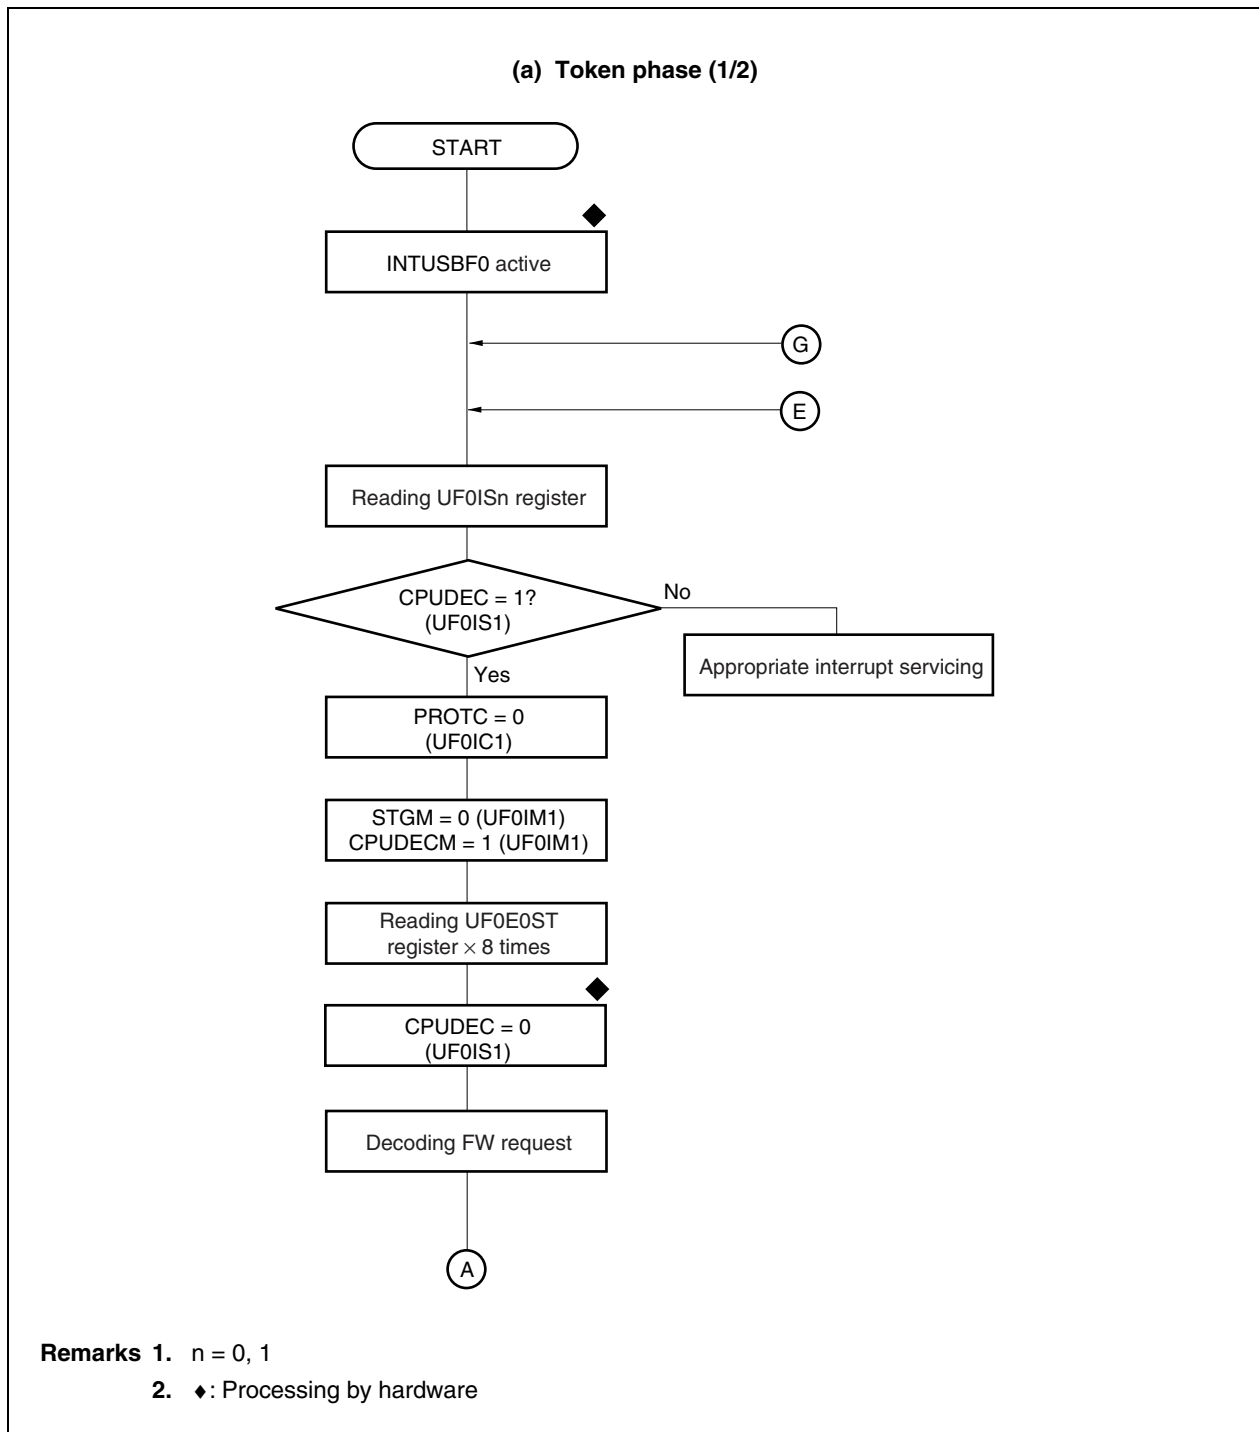 (a) Token phase (1/2)
START
INTUSBF0 active
G
E
Reading UF0ISn register
CPUDEC = 1?
(UF0IS1)
No
Appropriate interrupt servicing
Yes
PROTC = 0
(UF0IC1)
STGM = 0 (UF0IM1)
CPUDECM = 1 (UF0IM1)
Reading UF0E0ST
register × 8 times
CPUDEC = 0
(UF0IS1)
Decoding FW request
A
Remarks 1. n = 0, 1
2. ♦: Processing by hardware